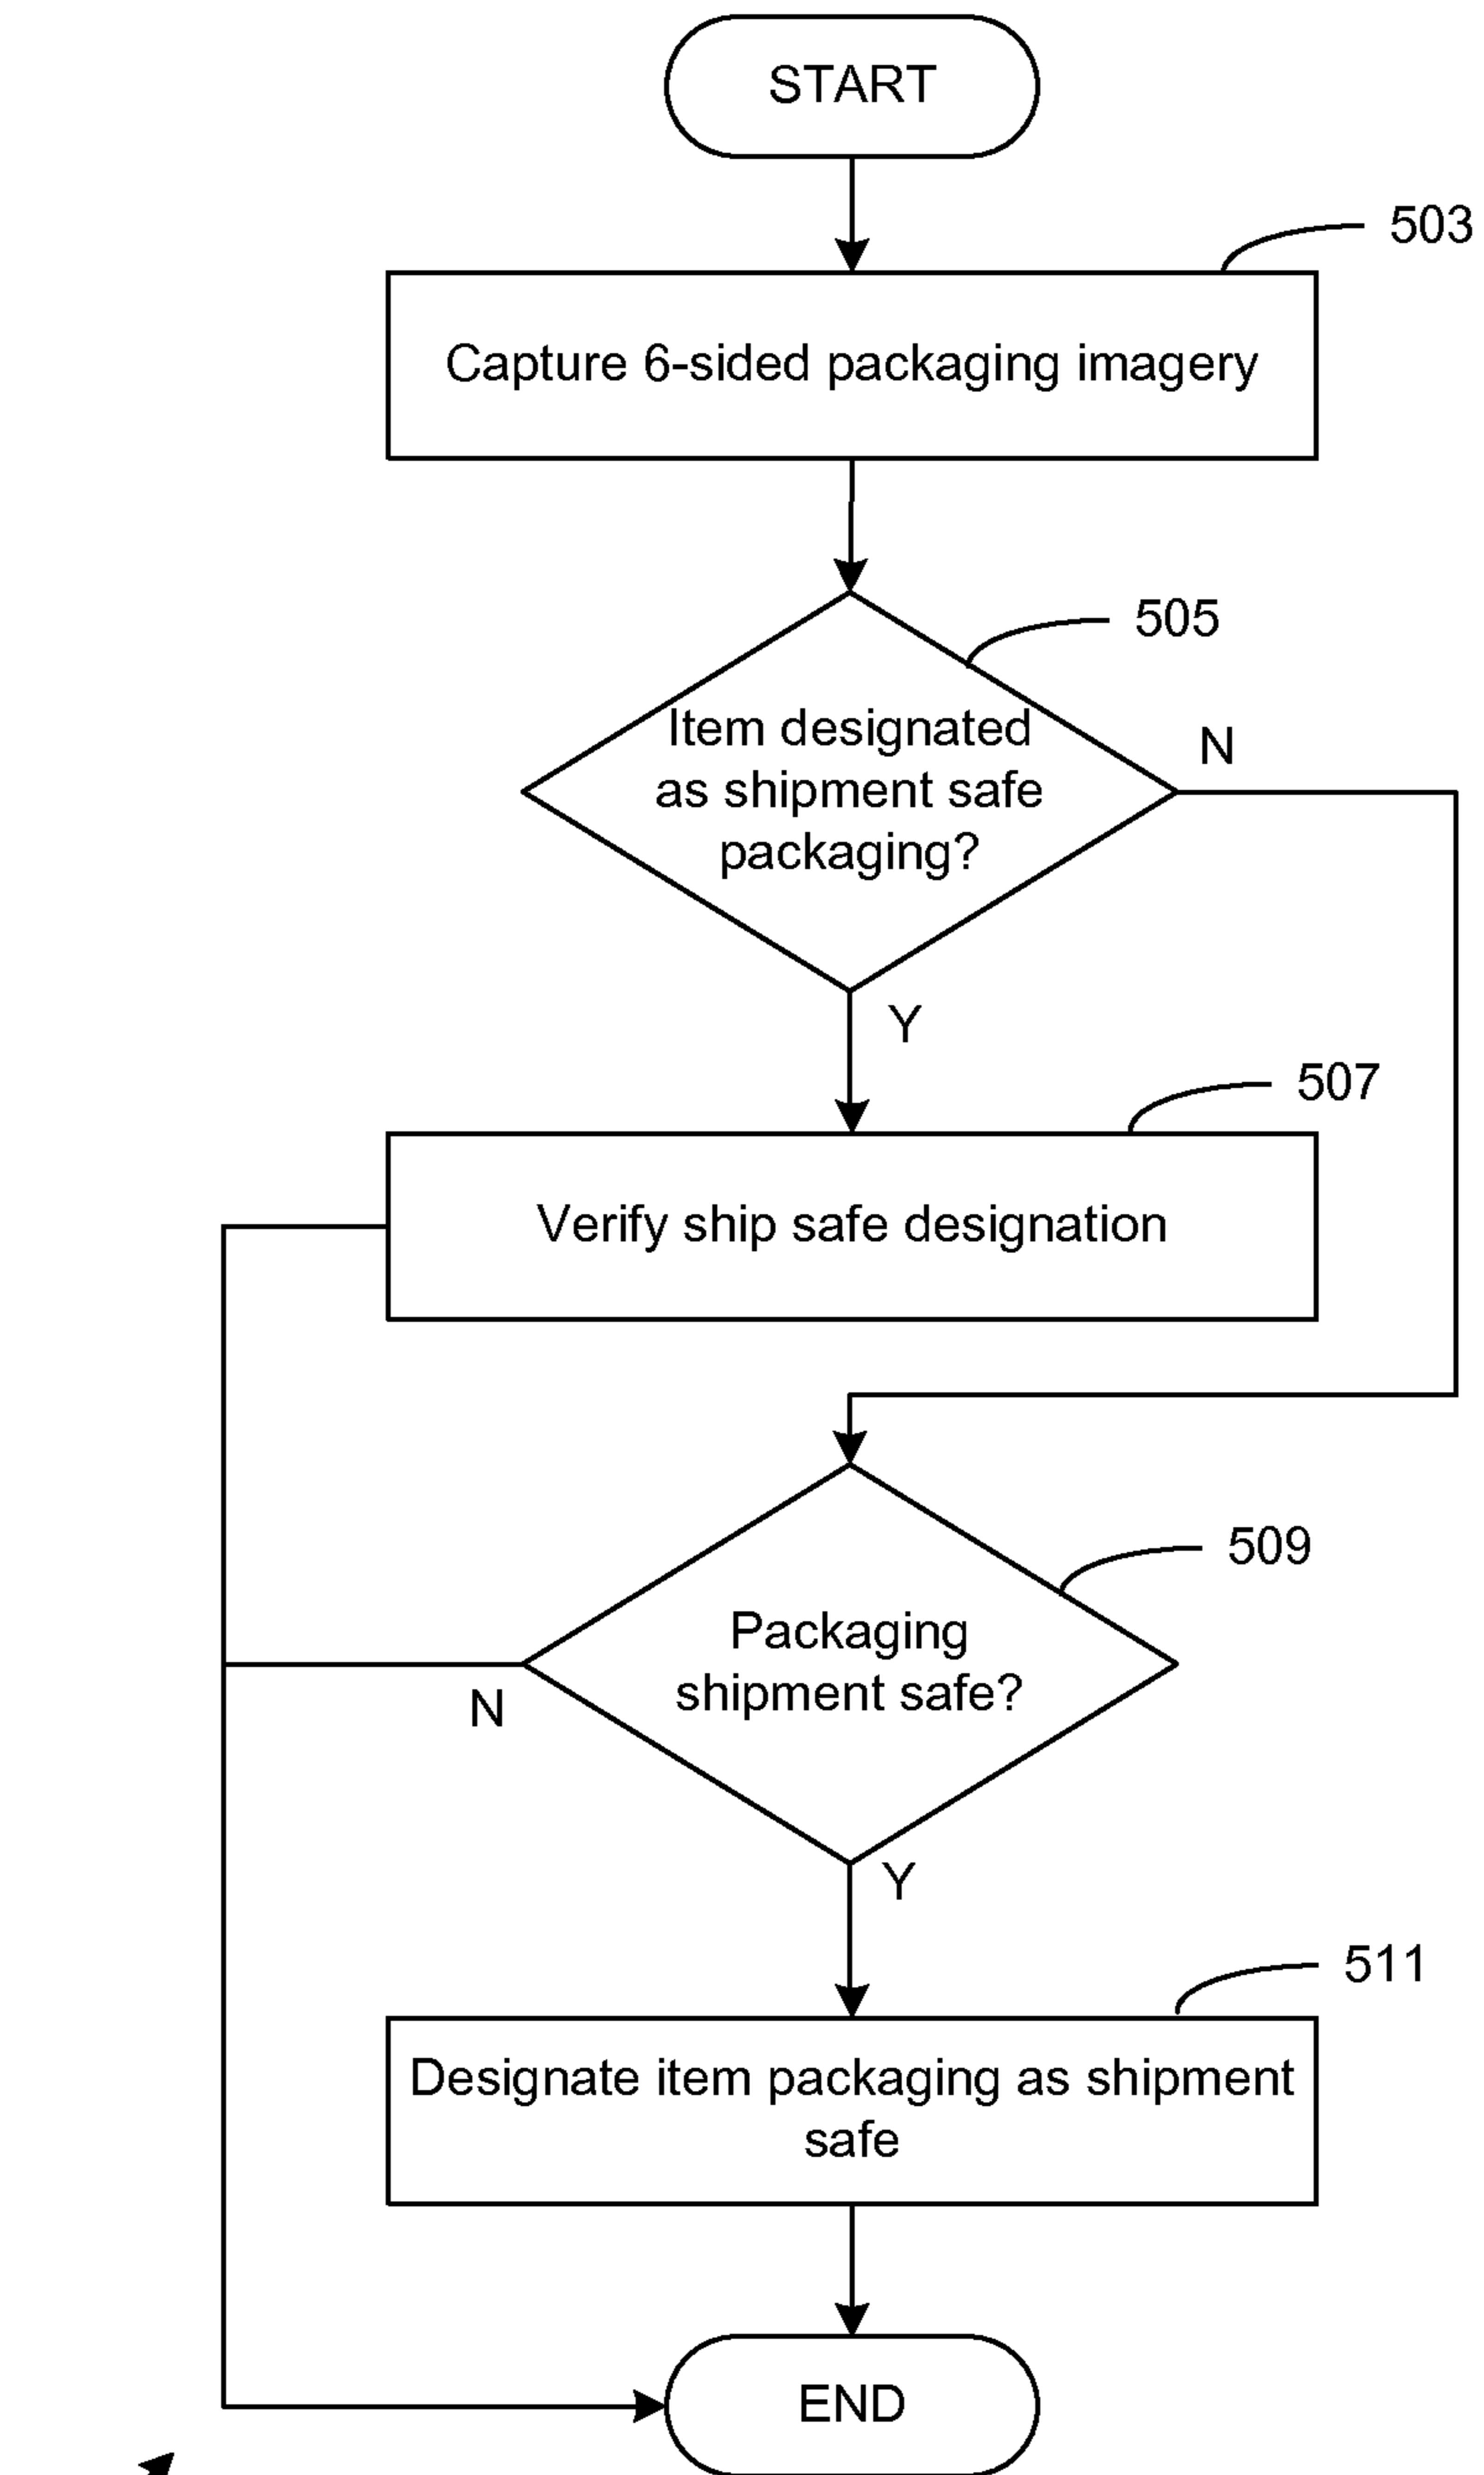 START
503
Capture 6-sided packaging imagery
505
Item designated
as shipment safe
packaging?
N
Y
507
Verify ship safe designation
509
Packaging
shipment safe?
N
Y
511
Designate item packaging as shipment
safe
END